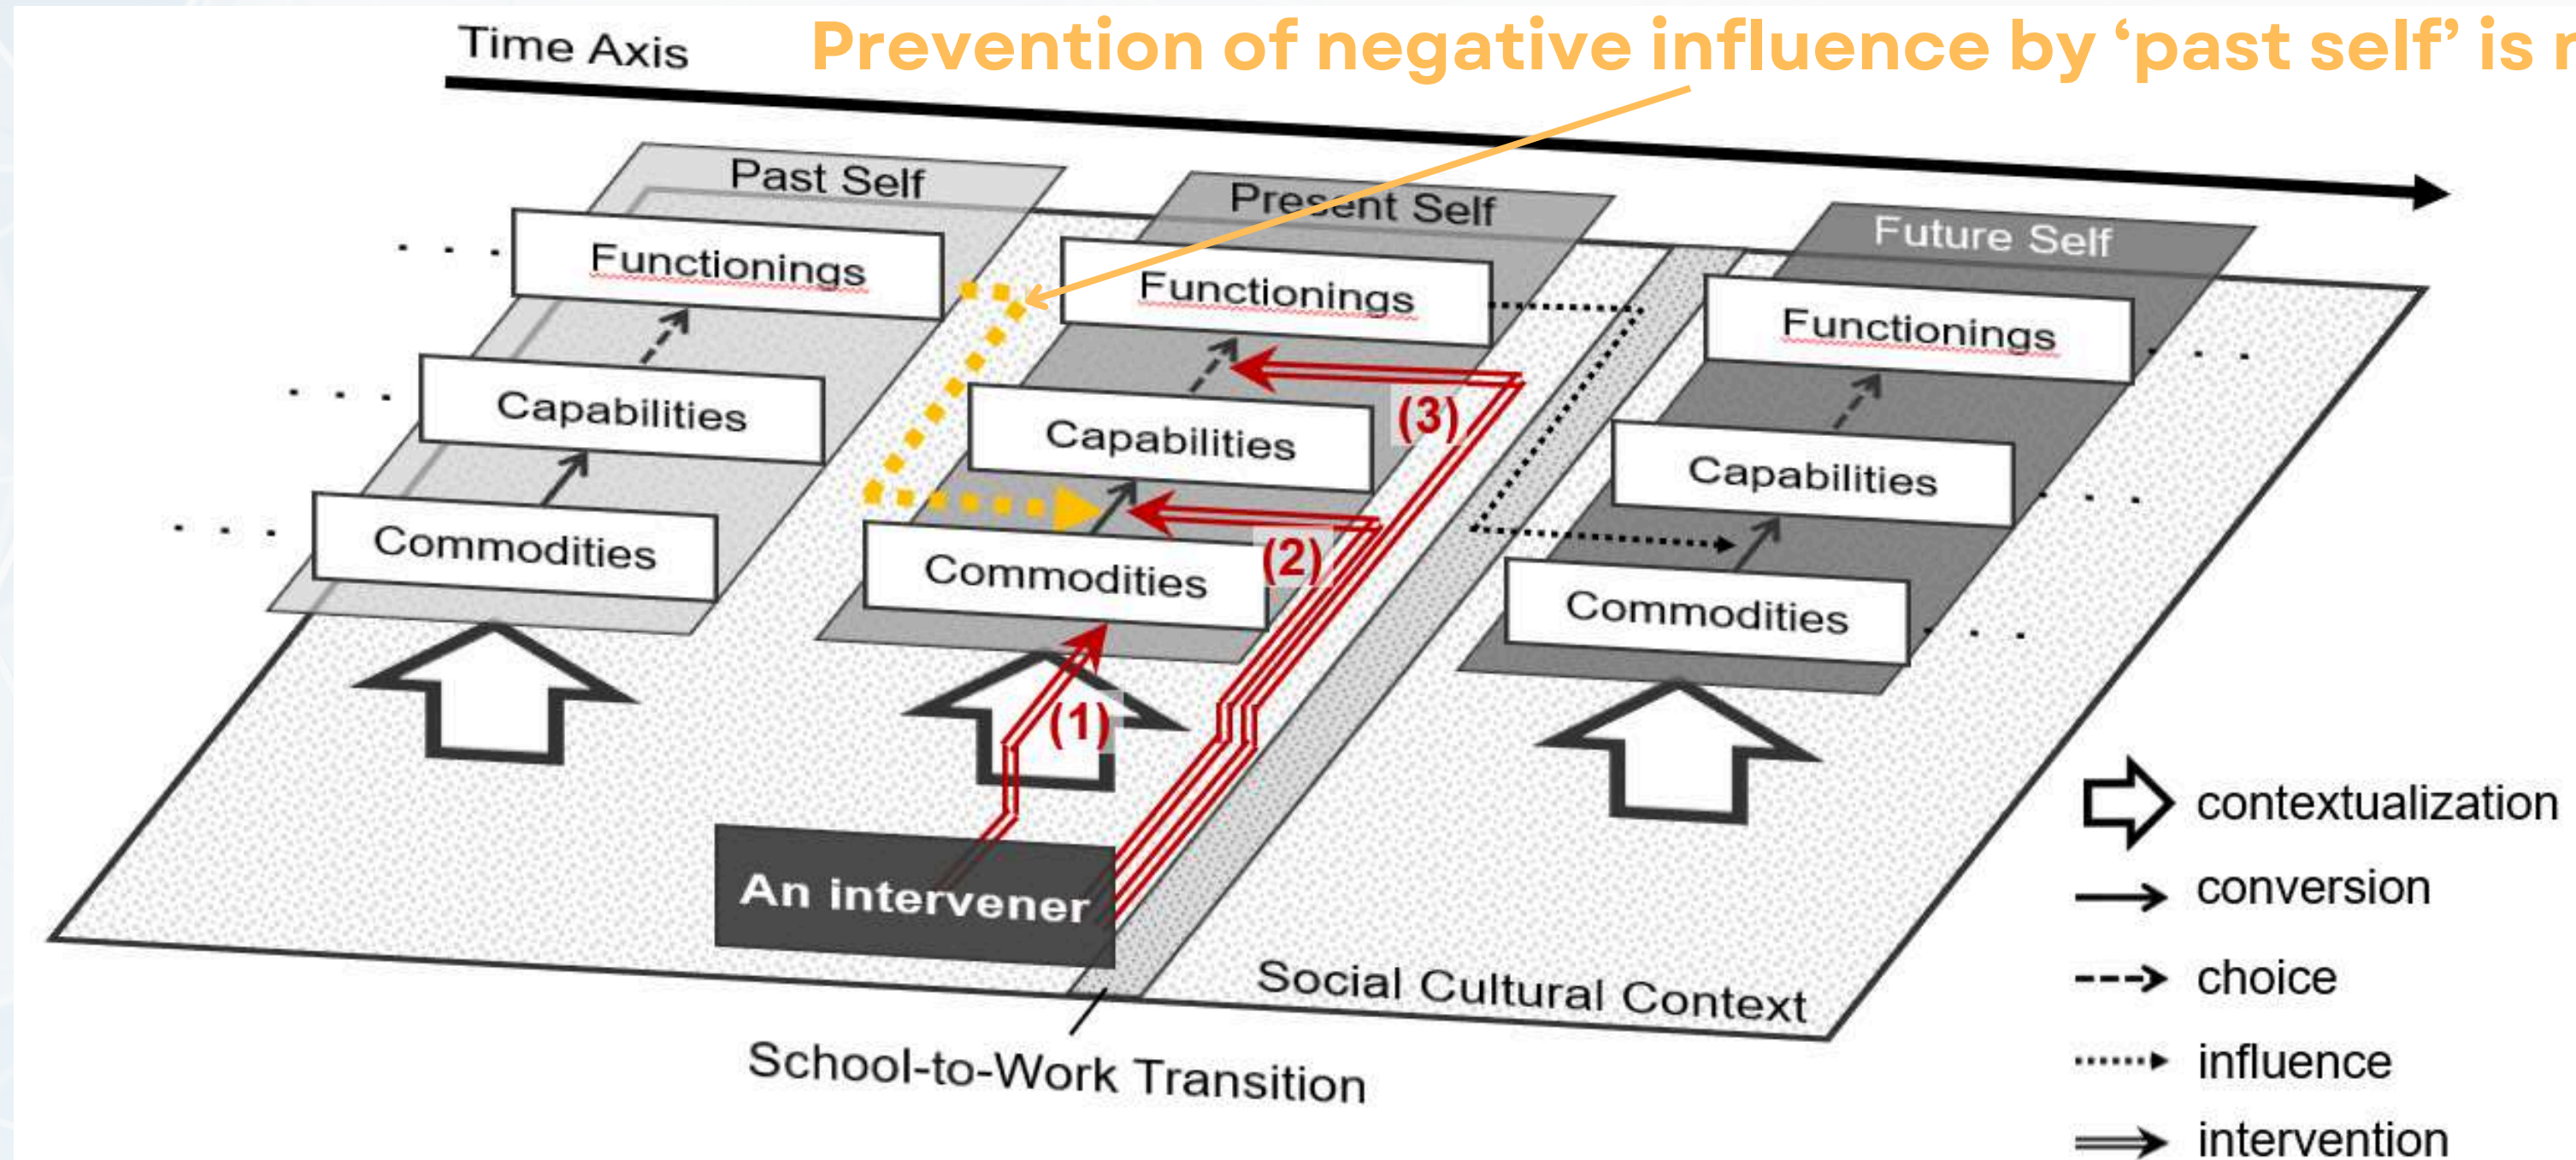 Time Axis
Prevention of negative influence by ‘past self’ is
Past Self
Functionings
Capabilities
Commodities
Present Self
Functionings
Capabilities
Commodities
Future Self
Functionings
Capabilities
Commodities
(3)
(2)
(1)
An intervener
Social Cultural Context
School-to-Work Transition
contextualization
conversion
choice
influence
intervention